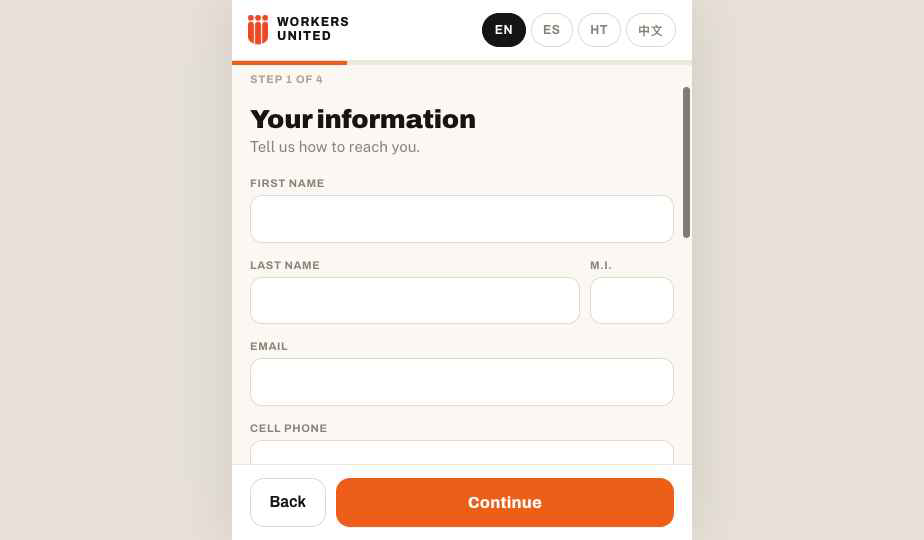 WORKERS
UNITED
EN ES HT 中文
STEP 1 OF 4
Your information
Tell us how to reach you.
FIRST NAME
LAST NAME M.I.
EMAIL
CELL PHONE
Back Continue